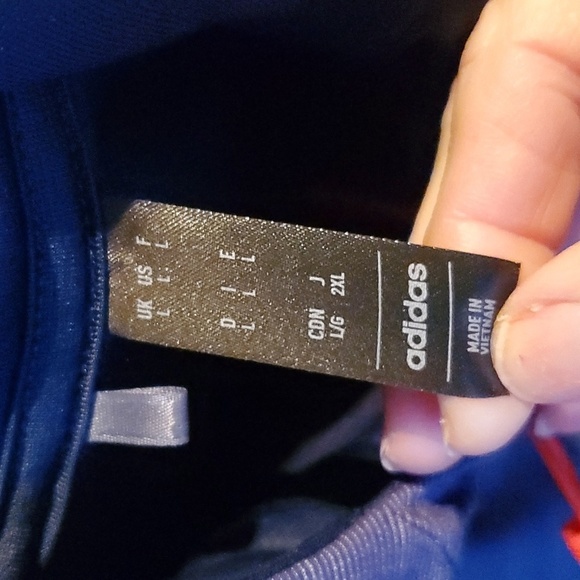 UK US F
L L L
D I E
L L L
CDN J
L/G 2XL
adidas
MADE IN
VIETNAM